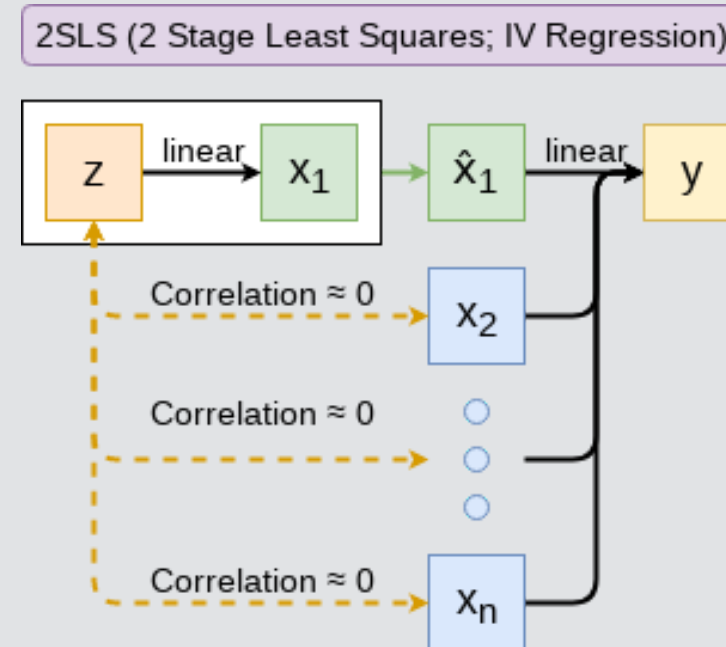 2SLS (2 Stage Least Squares; IV Regression)
z
linear
x₁
x̂₁
linear
y
Correlation ≈ 0
x₂
Correlation ≈ 0
Correlation ≈ 0
xₙ